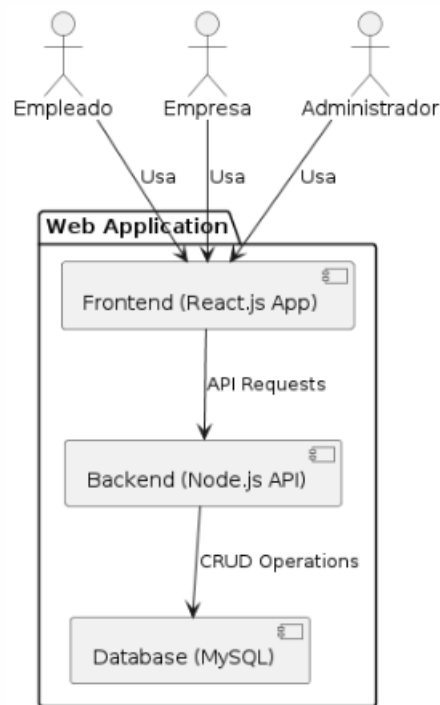 Empleado Empresa Administrador
Usa Usa Usa
Web Application
Frontend (React.js App)
API Requests
Backend (Node.js API)
CRUD Operations
Database (MySQL)